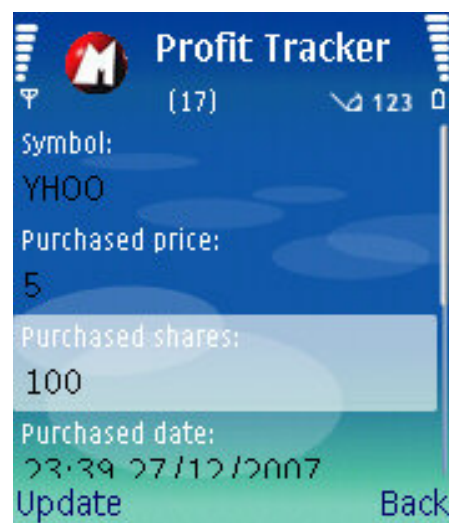 Profit Tracker
(17)
123
Symbol:
YHOO
Purchased price:
5
Purchased shares:
100
Purchased date:
23:39 27/12/2007
Update Back